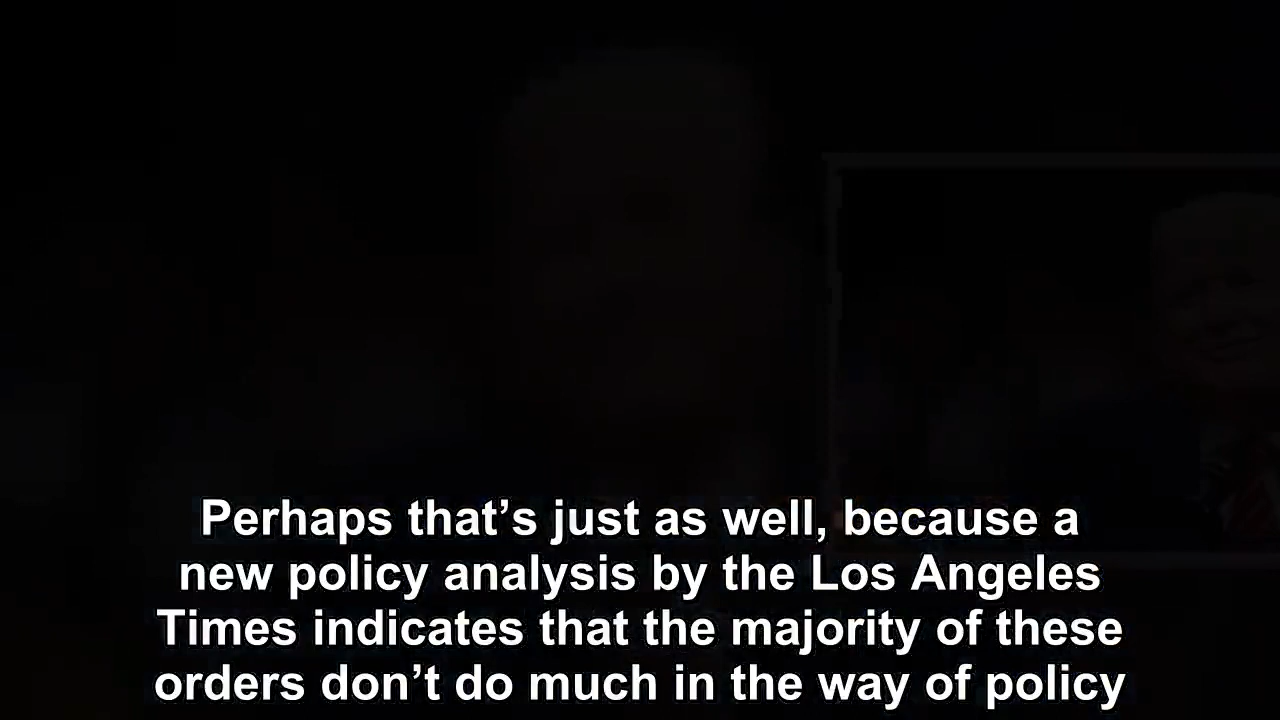 Perhaps that’s just as well, because a
new policy analysis by the Los Angeles
Times indicates that the majority of these
orders don’t do much in the way of policy